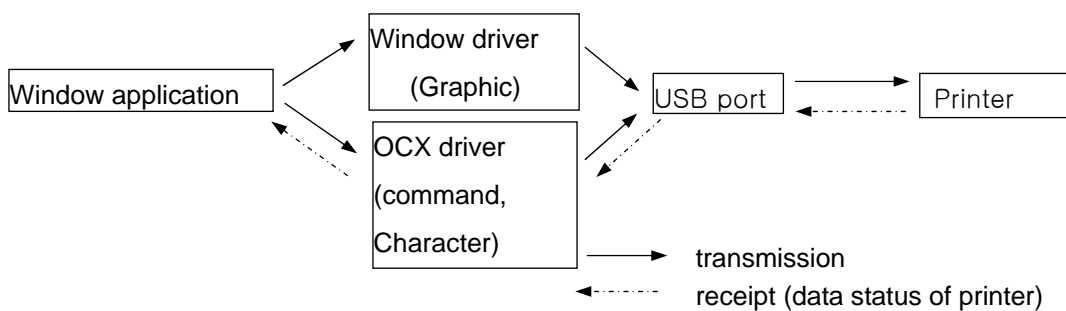 Window application
Window driver
(Graphic)
OCX driver
(command,
Character)
USB port
Printer
transmission
receipt (data status of printer)